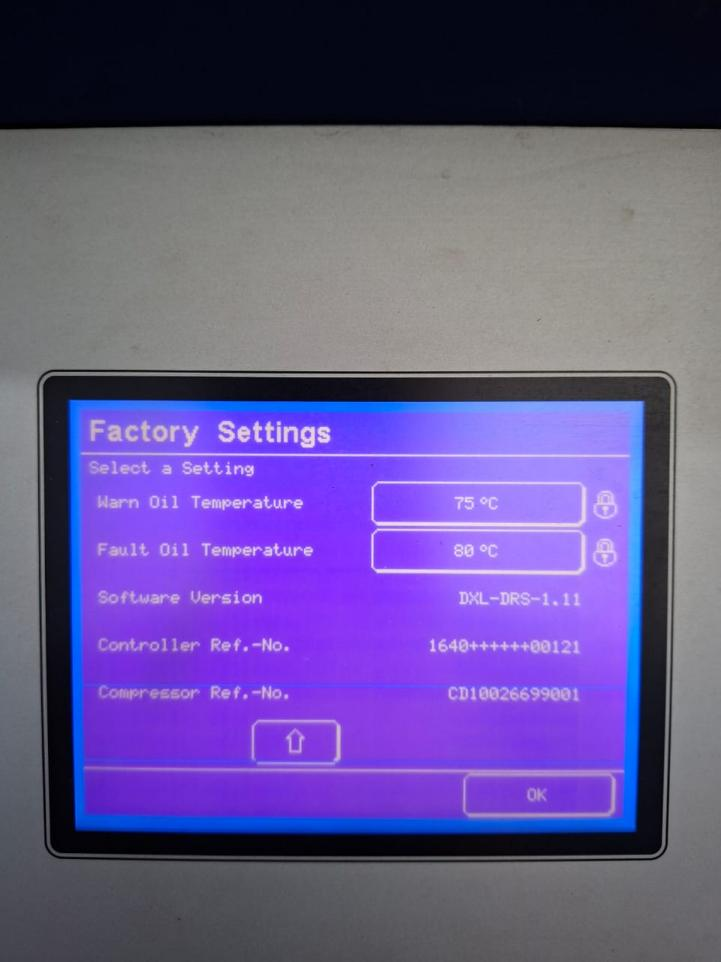 Factory Settings
Select a Setting
Warn Oil Temperature 75 °C
Fault Oil Temperature 80 °C
Software Version DXL-DRS-1.11
Controller Ref.-No. 1640++++++00121
Compressor Ref.-No. CD10026699001
OK